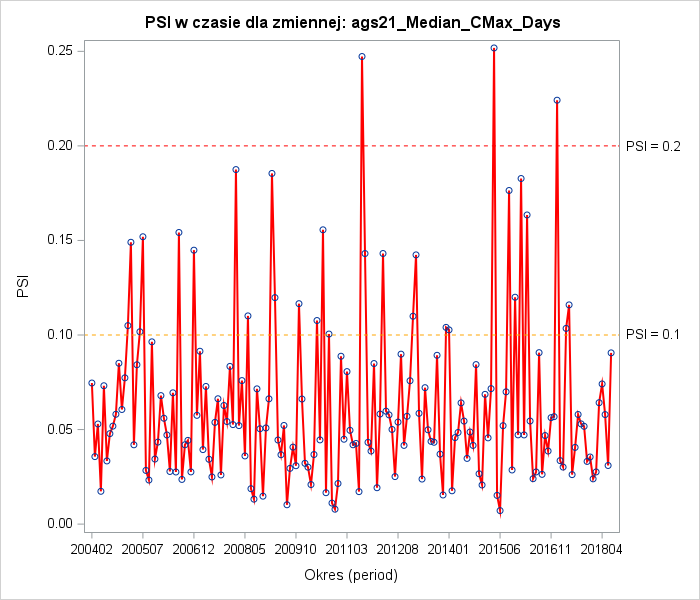 PSI w czasie dla zmiennej: ags21_Median_CMax_Days
0.25
0.20
PSI = 0.2
0.15
PSI
0.10
PSI = 0.1
0.05
0.00
200402 200507 200612 200805 200910 201103 201208 201401 201506 201611 201804
Okres (period)